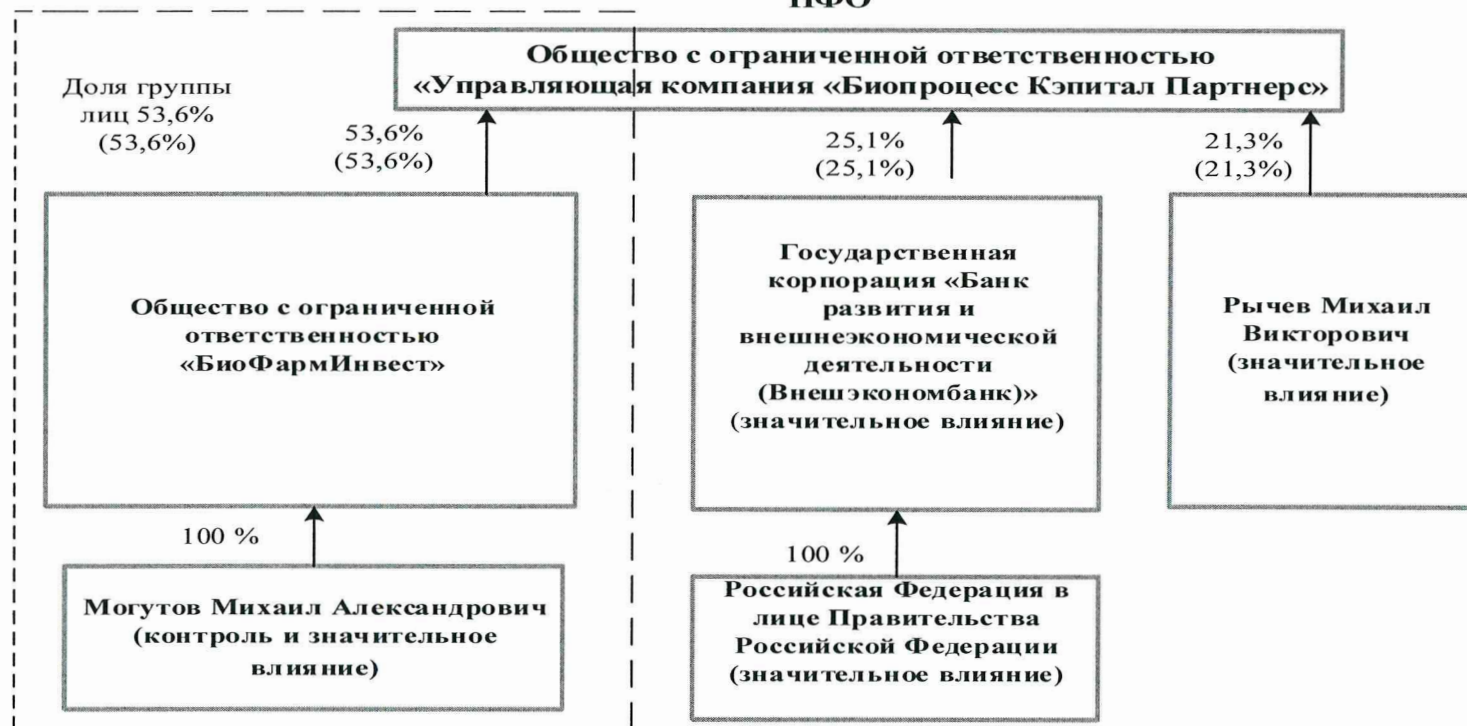 Общество с ограниченной ответственностью
«Управляющая компания «Биопроцесс Кэпитал Партнерс»
Доля группы
лиц 53,6%
(53,6%)
53,6%
(53,6%)
25,1%
(25,1%)
21,3%
(21,3%)
Общество с ограниченной
ответственностью
«БиоФармИнвест»
Государственная
корпорация «Банк
развития и
внешнеэкономической
деятельности
(Внешэкономбанк)»
(значительное влияние)
Рычев Михаил
Викторович
(значительное
влияние)
100 %
100 %
Могутов Михаил Александрович
(контроль и значительное
влияние)
Российская Федерация в
лице Правительства
Российской Федерации
(значительное влияние)